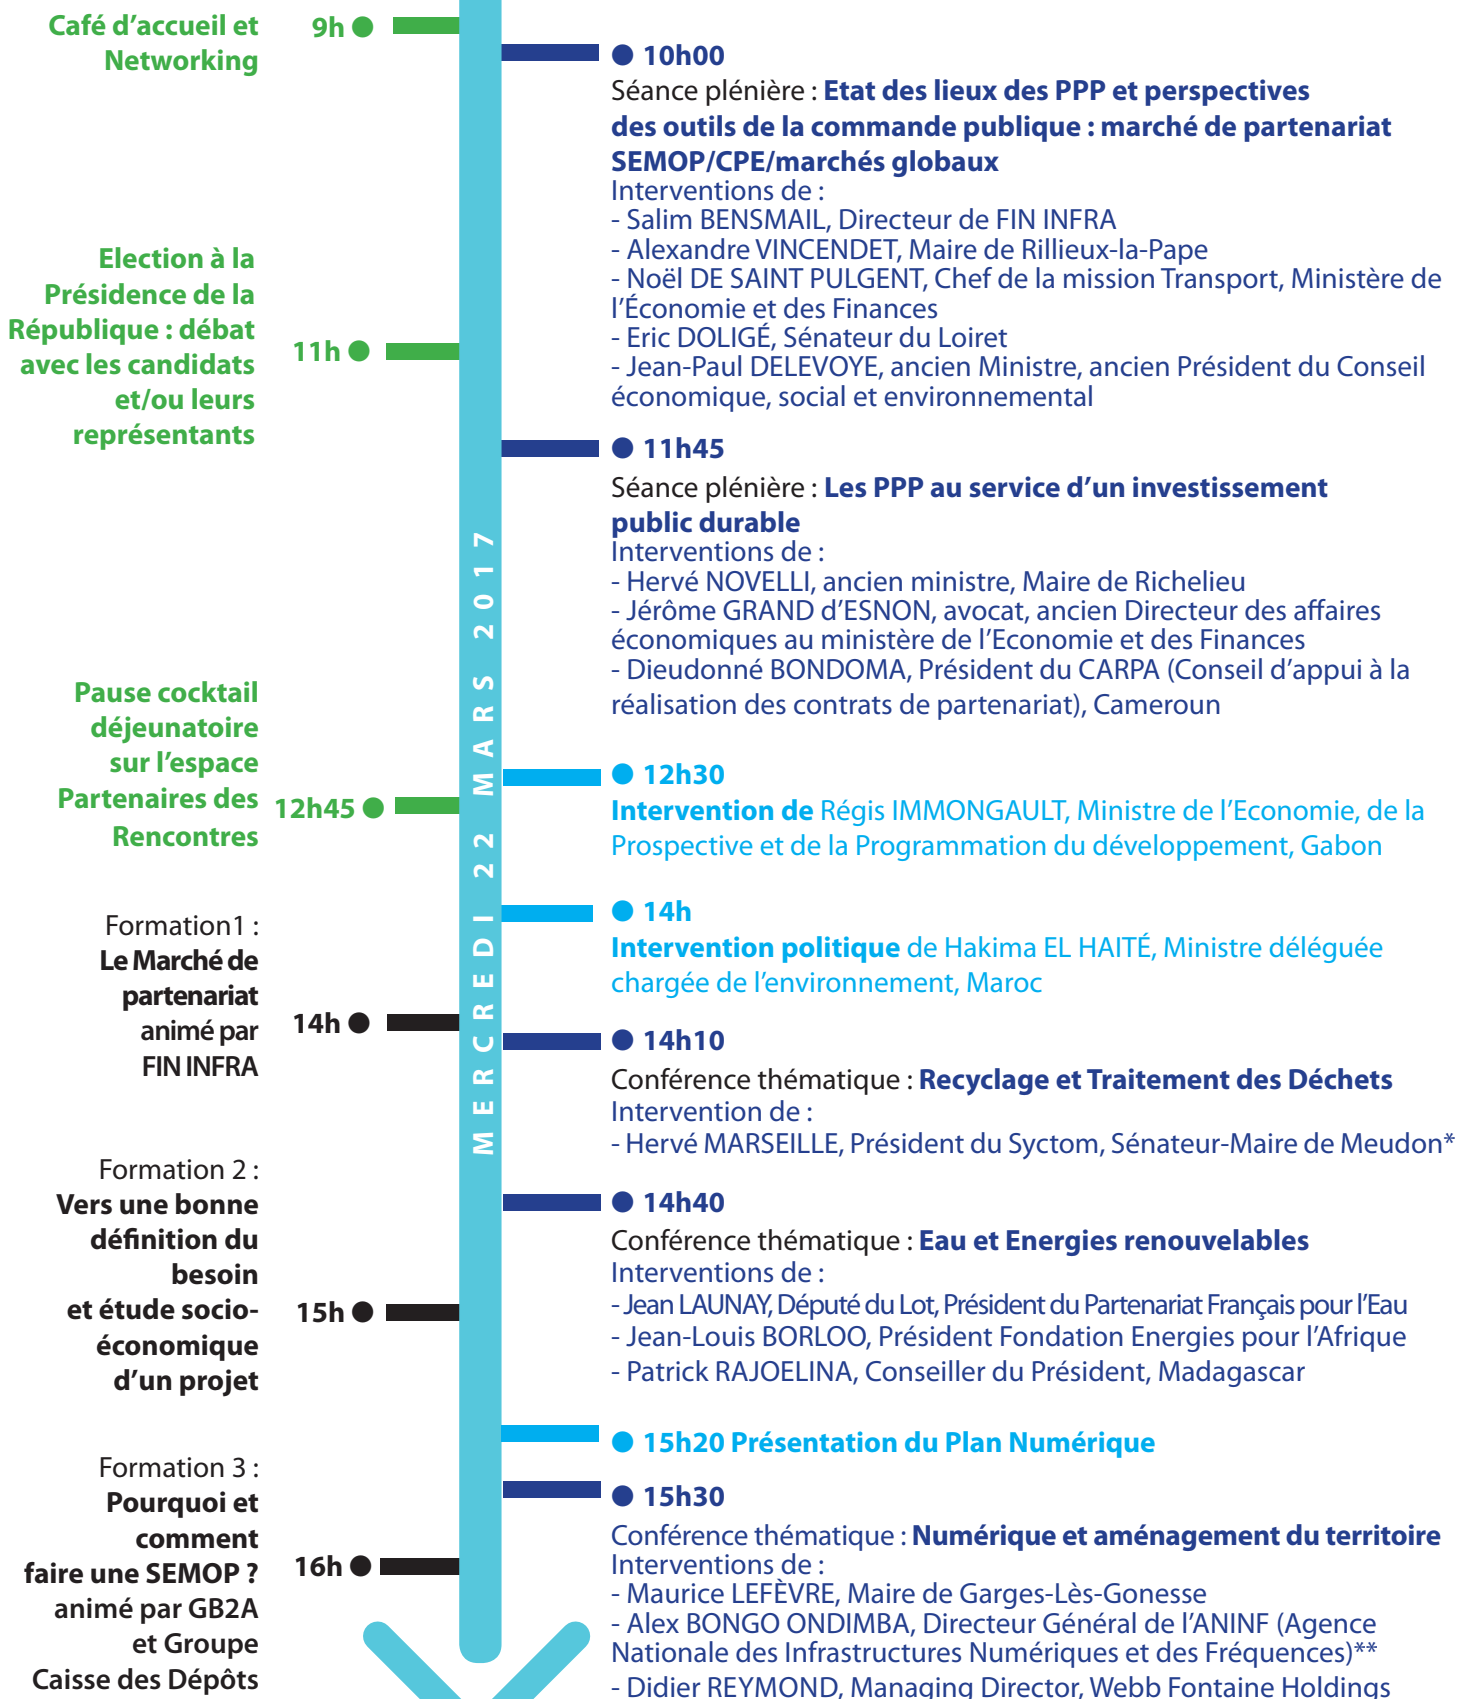 Café d’accueil et
Networking
9h
Election à la
Présidence de la
République : débat
avec les candidats
et/ou leurs
représentants
11h
Pause cocktail
déjeunatoire
sur l’espace
Partenaires des
Rencontres
12h45
Formation1 :
Le Marché de
partenariat
animé par
FIN INFRA
14h
Formation 2 :
Vers une bonne
définition du
besoin
et étude socio-
économique
d’un projet
15h
Formation 3 :
Pourquoi et
comment
faire une SEMOP ?
animé par GB2A
et Groupe
Caisse des Dépôts
16h
MERCREDI 22 MARS 2017
10h00
Séance plénière : Etat des lieux des PPP et perspectives
des outils de la commande publique : marché de partenariat
SEMOP/CPE/marchés globaux
Interventions de :
- Salim BENSMAIL, Directeur de FIN INFRA
- Alexandre VINCENDET, Maire de Rillieux-la-Pape
- Noël DE SAINT PULGENT, Chef de la mission Transport, Ministère de
l’Économie et des Finances
- Eric DOLIGÉ, Sénateur du Loiret
- Jean-Paul DELEVOYE, ancien Ministre, ancien Président du Conseil
économique, social et environnemental
11h45
Séance plénière : Les PPP au service d’un investissement
public durable
Interventions de :
- Hervé NOVELLI, ancien ministre, Maire de Richelieu
- Jérôme GRAND d’ESNON, avocat, ancien Directeur des affaires
économiques au ministère de l’Economie et des Finances
- Dieudonné BONDOMA, Président du CARPA (Conseil d’appui à la
réalisation des contrats de partenariat), Cameroun
12h30
Intervention de Régis IMMONGAULT, Ministre de l’Economie, de la
Prospective et de la Programmation du développement, Gabon
14h
Intervention politique de Hakima EL HAITÉ, Ministre déléguée
chargée de l’environnement, Maroc
14h10
Conférence thématique : Recyclage et Traitement des Déchets
Intervention de :
- Hervé MARSEILLE, Président du Syctom, Sénateur-Maire de Meudon*
14h40
Conférence thématique : Eau et Energies renouvelables
Interventions de :
- Jean LAUNAY, Député du Lot, Président du Partenariat Français pour l’Eau
- Jean-Louis BORLOO, Président Fondation Energies pour l’Afrique
- Patrick RAJOELINA, Conseiller du Président, Madagascar
15h20 Présentation du Plan Numérique
15h30
Conférence thématique : Numérique et aménagement du territoire
Interventions de :
- Maurice LEFÈVRE, Maire de Garges-Lès-Gonesse
- Alex BONGO ONDIMBA, Directeur Général de l’ANINF (Agence
Nationale des Infrastructures Numériques et des Fréquences)**
- Didier REYMOND, Managing Director, Webb Fontaine Holdings